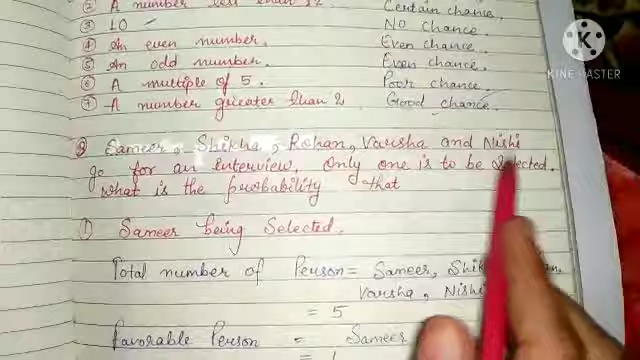 ② A number less than 12 Certain chance.
③ 10 No chance.
④ An even number. Even chance.
⑤ An odd number. Even chance.
⑥ A multiple of 5. Poor chance.
⑦ A number greater than 2 Good chance.
Sameer, Shikha, Rohan, Varsha and Nishi
go for an interview. Only one is to be selected.
what is the probability that
① Sameer being Selected.
Total number of Person = Sameer,
Varsha, Nishi
= 5
Favorable Person = Sameer
= 1
KINEMASTER